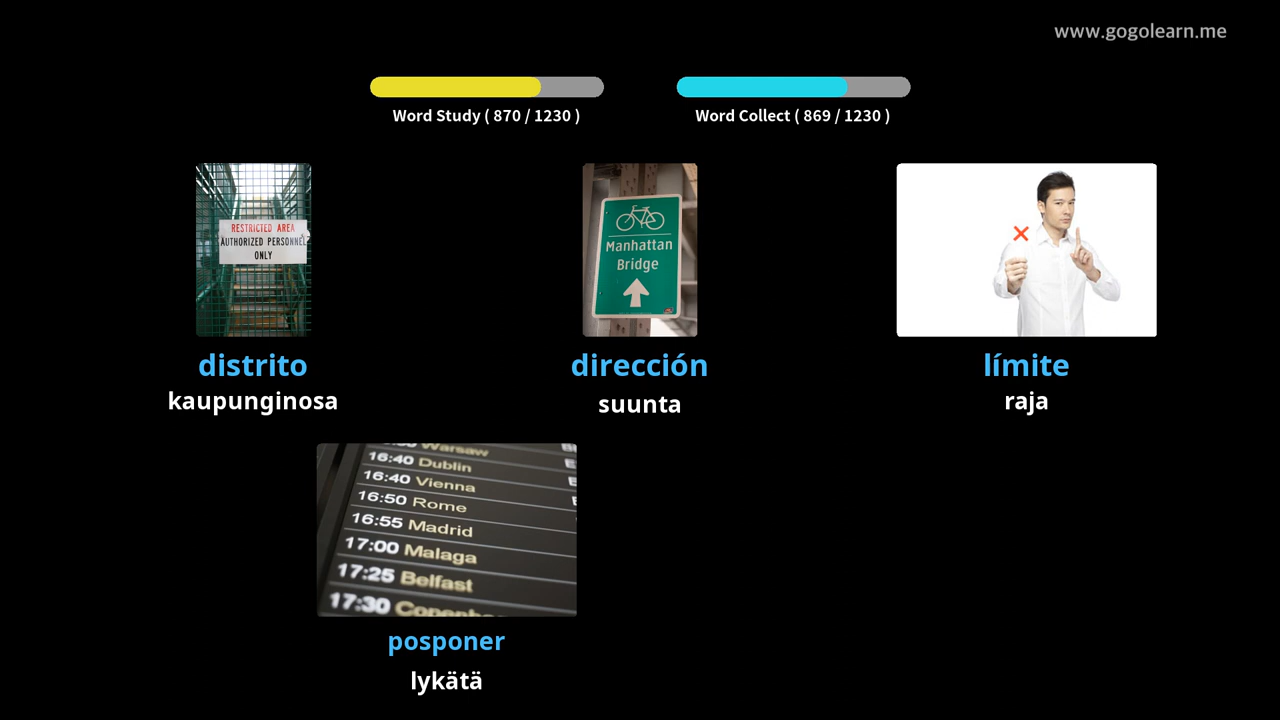 www.gogolearn.me
Word Study ( 870 / 1230 )
Word Collect ( 869 / 1230 )
RESTRICTED AREA
AUTHORIZED PERSONNEL
ONLY
Manhattan
Bridge
distrito
dirección
límite
kaupunginosa
suunta
raja
Warsaw
16:40 Dublin
16:40 Vienna
16:50 Rome
16:55 Madrid
17:00 Malaga
17:25 Belfast
17:30
posponer
lykätä